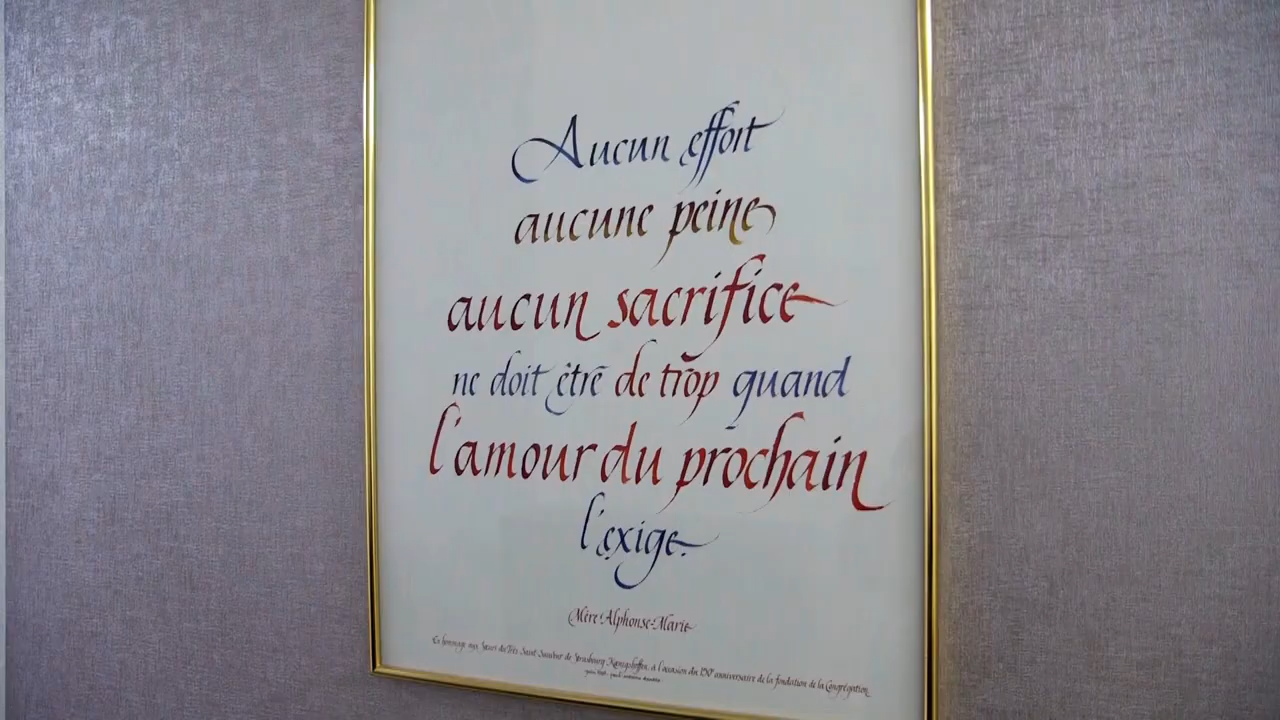 Aucun effort
aucune peine
aucun sacrifice
ne doit être de trop quand
l'amour du prochain
l'exige.
Mère Alphonse-Marie
En hommage aux Sœurs du Très Saint Sauveur de Strasbourg Kœnigshoffen, à l'occasion du 150e anniversaire de la fondation de la Congrégation